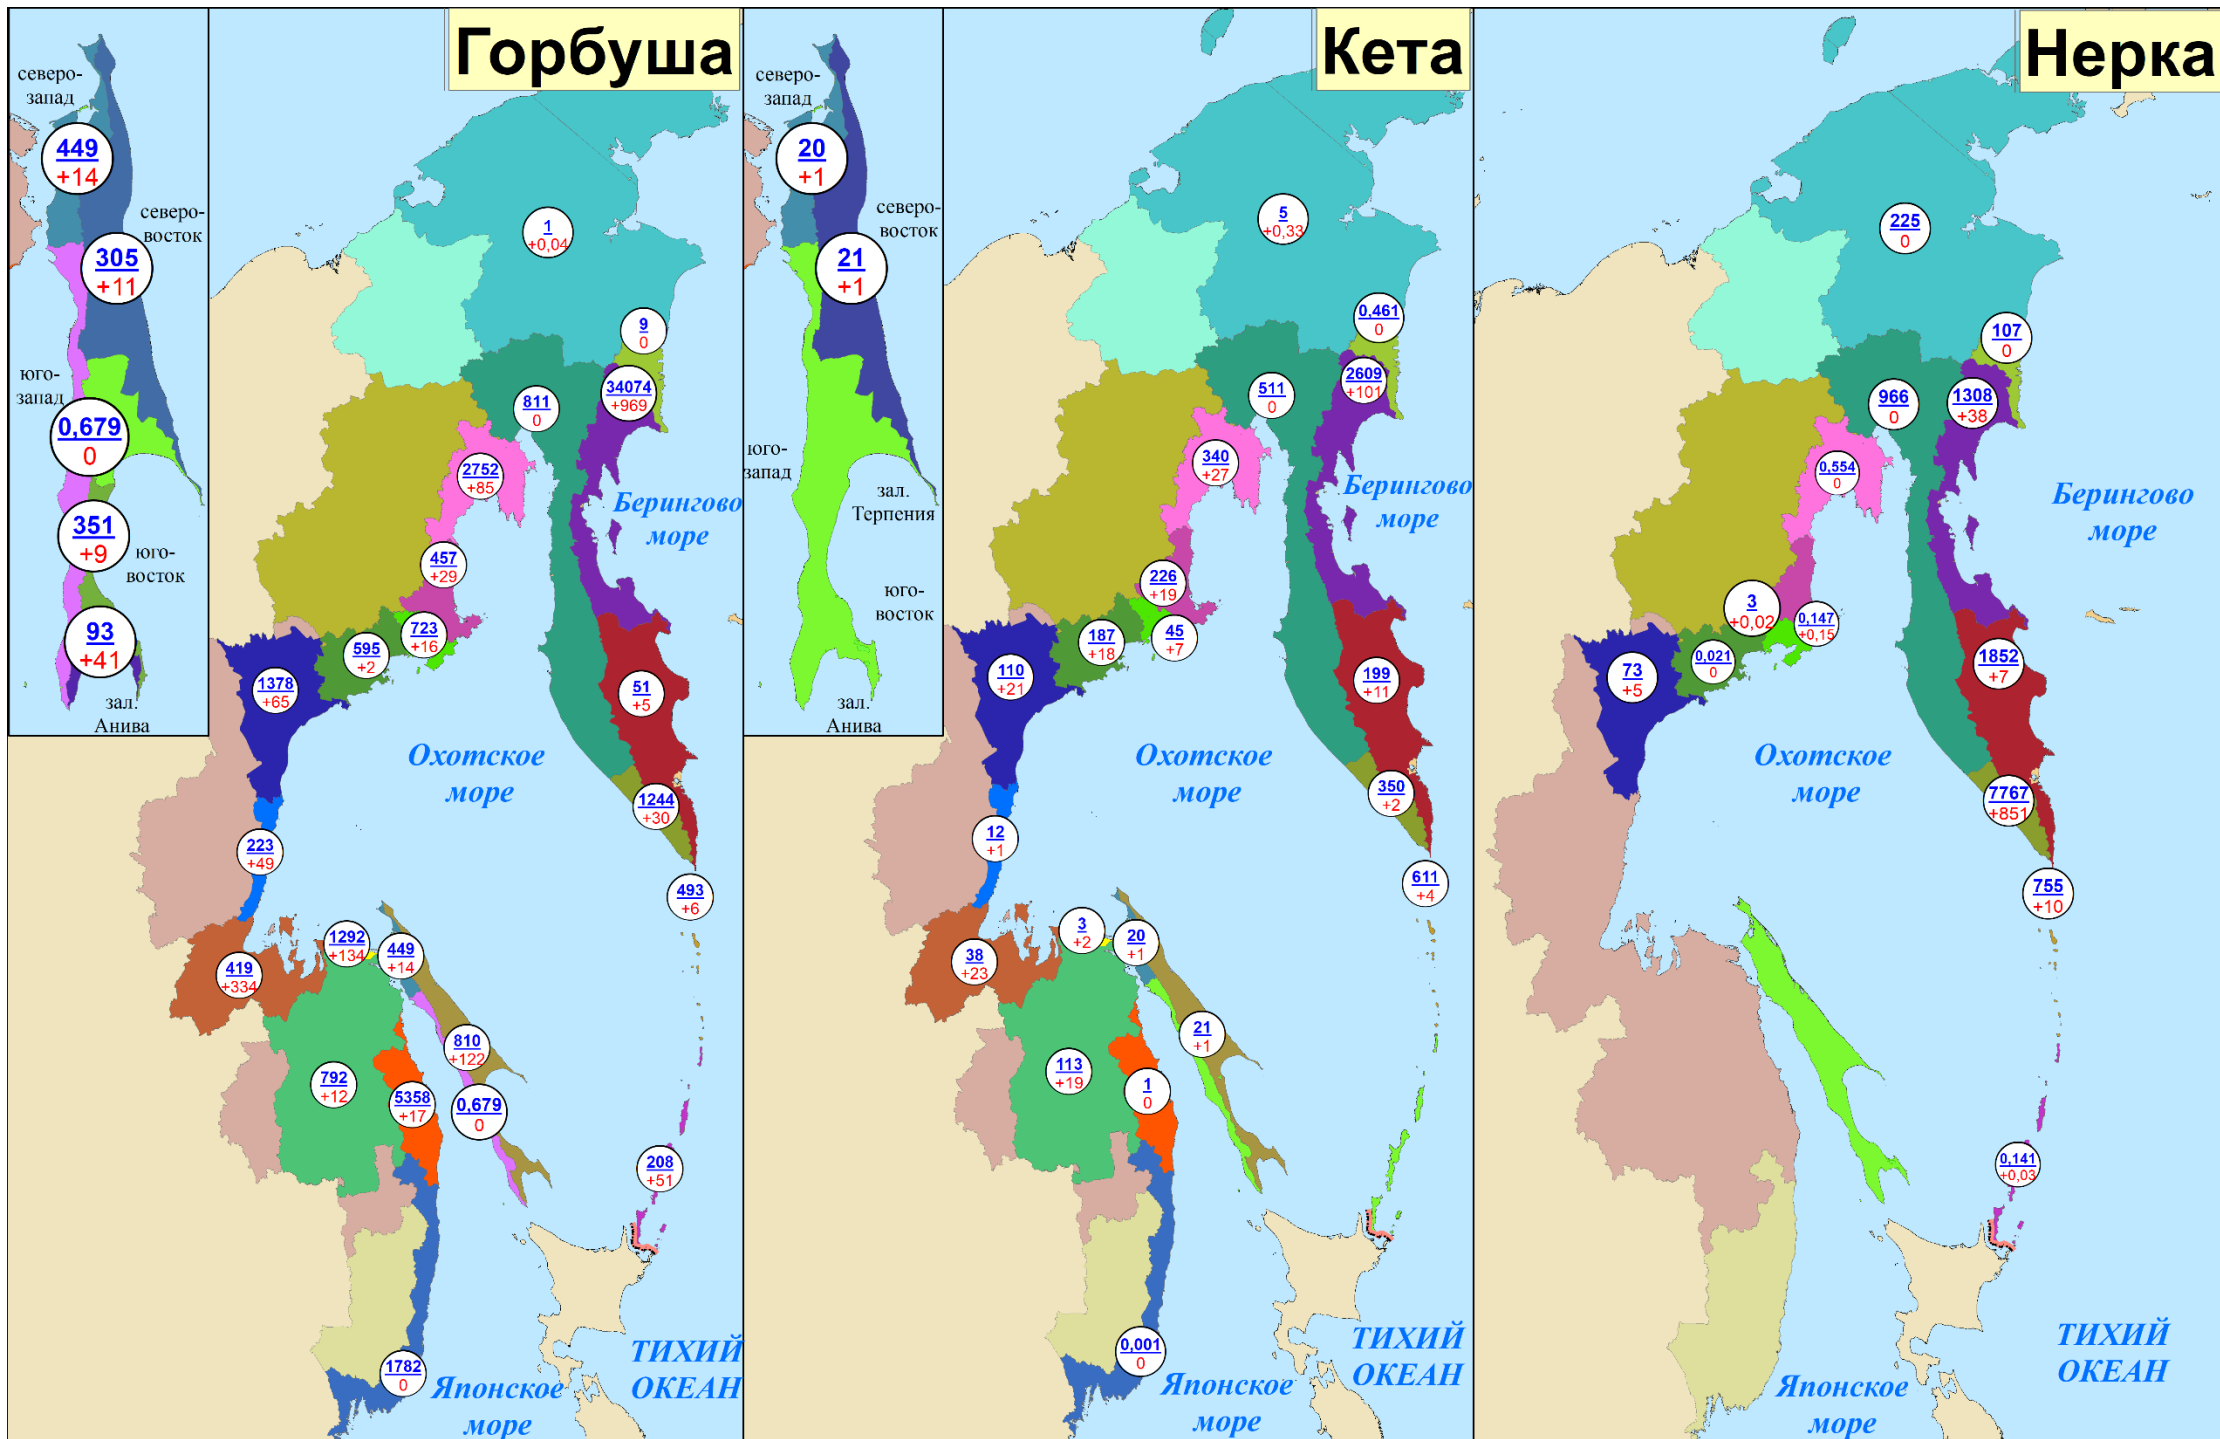 Горбуша
северо-
запад
449
+14
северо-
восток
305
+11
юго-
запад
0,679
0
351
+9
юго-
восток
93
+41
зал.
Анива
1
+0,04
9
0
34074
+969
811
0
2752
+85
Берингово
море
457
+29
723
+16
595
+2
1378
+65
51
+5
Охотское
море
1244
+30
223
+49
493
+6
1292
+134
449
+14
419
+334
810
+122
792
+12
5358
+17
0,679
0
208
+51
1782
0
ТИХИЙ
ОКЕАН
Японское
море
Кета
северо-
запад
20
+1
северо-
восток
21
+1
юго-
запад
зал.
Терпения
юго-
восток
зал.
Анива
5
+0,33
0,461
0
2609
+101
511
0
340
+27
Берингово
море
226
+19
45
+7
187
+18
110
+21
199
+11
Охотское
море
350
+2
12
+1
611
+4
3
+2
20
+1
38
+23
21
+1
113
+19
1
0
0,001
0
ТИХИЙ
ОКЕАН
Японское
море
Нерка
225
0
107
0
1308
+38
966
0
0,554
0
Берингово
море
3
+0,02
0,147
+0,15
0,021
0
73
+5
1852
+7
Охотское
море
7767
+851
755
+10
0,141
+0,03
ТИХИЙ
ОКЕАН
Японское
море